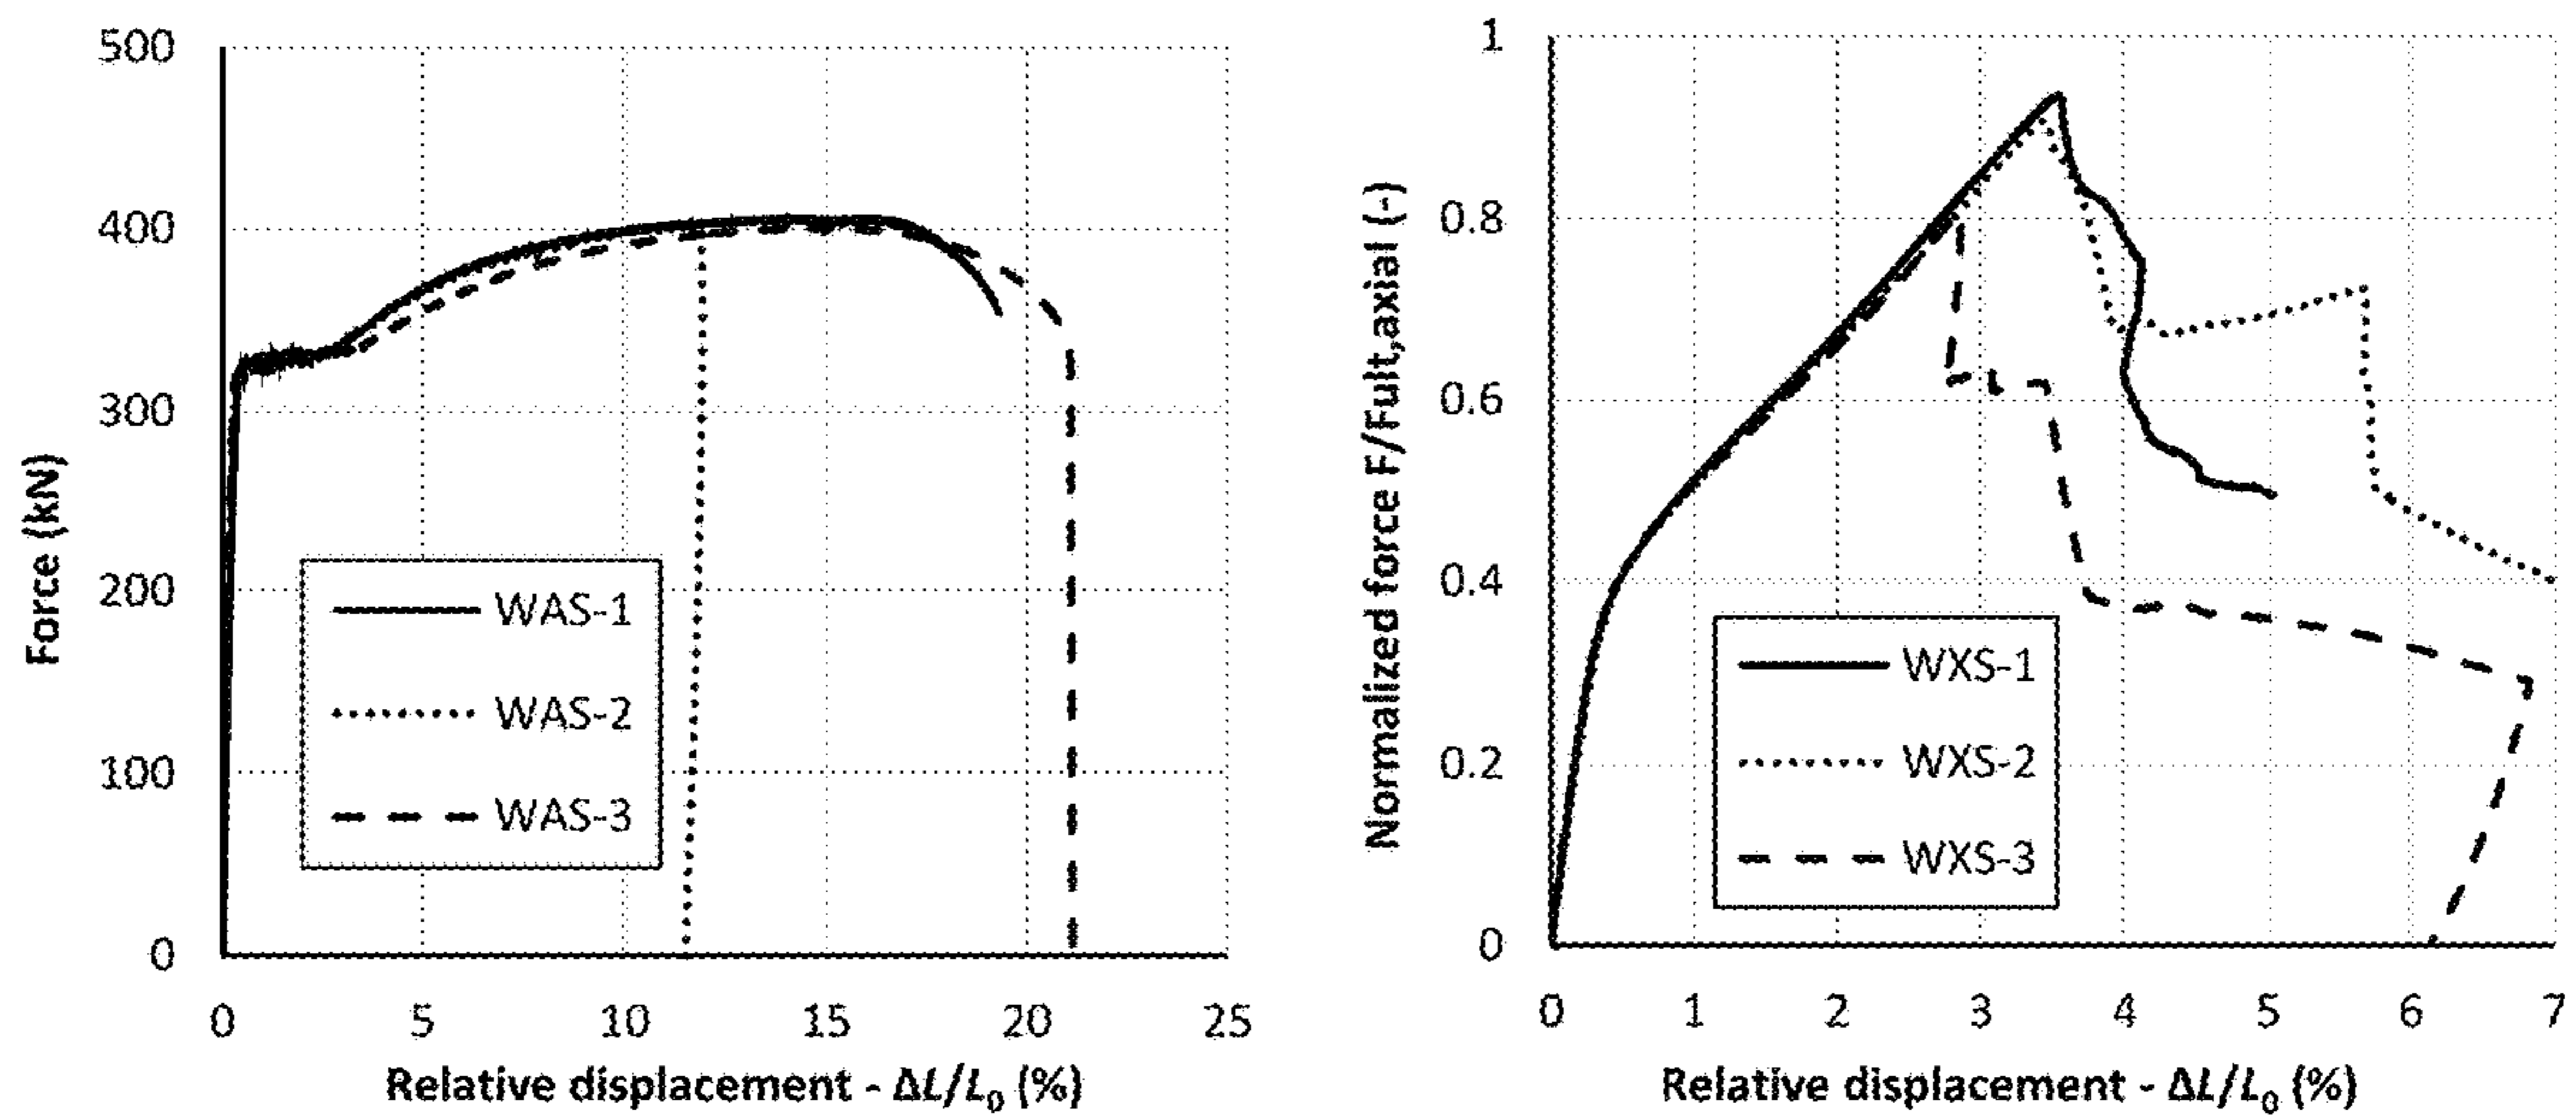 500
400
300
200
100
0
Force (kN)
WAS-1
WAS-2
WAS-3
0 5 10 15 20 25
Relative displacement - ΔL/L₀ (%)
1
0.8
0.6
0.4
0.2
0
Normalized force F/Fult,axial (-)
WXS-1
WXS-2
WXS-3
0 1 2 3 4 5 6 7
Relative displacement - ΔL/L₀ (%)